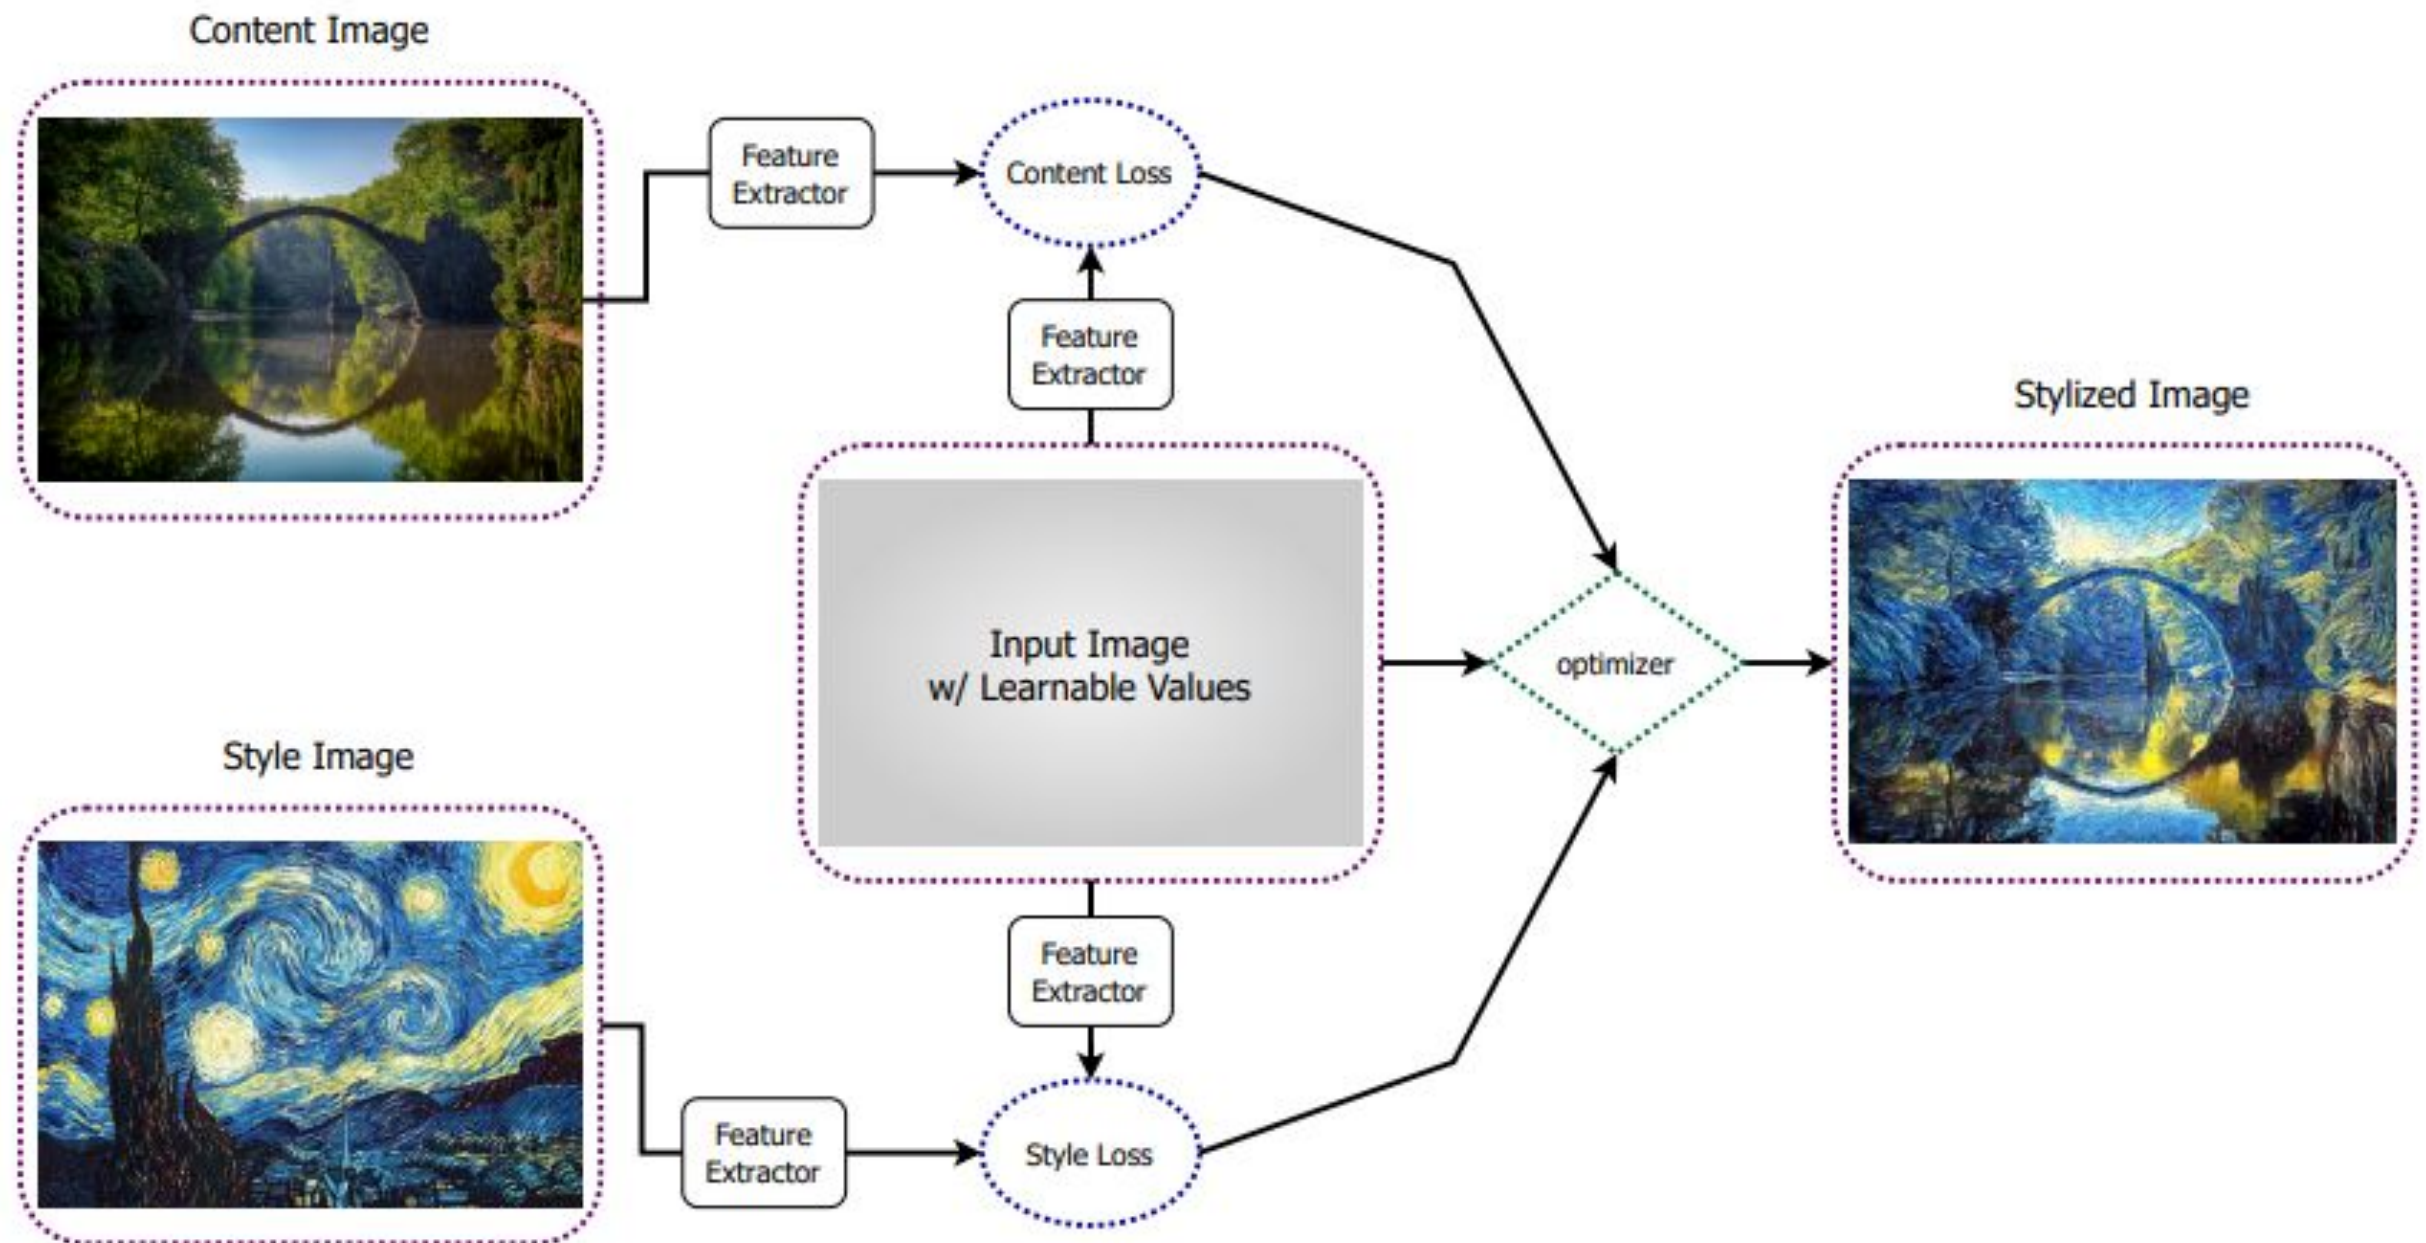 Content Image
Feature
Extractor
Content Loss
Feature
Extractor
Stylized Image
Input Image
w/ Learnable Values
optimizer
Style Image
Feature
Extractor
Feature
Extractor
Style Loss